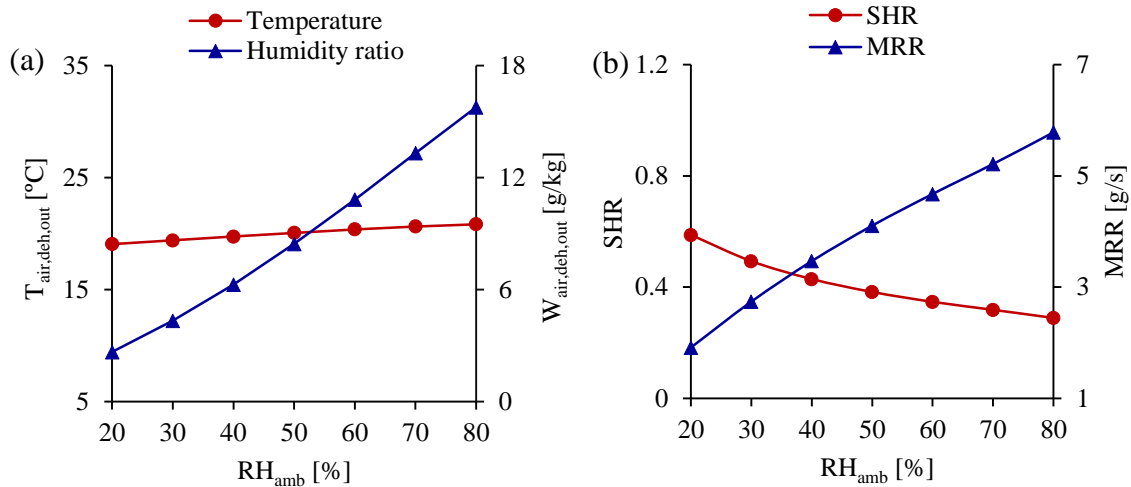 (a)
Temperature
Humidity ratio
T_air,deh,out [ºC]
35
25
15
5
W_air,deh,out [g/kg]
18
12
6
0
20 30 40 50 60 70 80
RH_amb [%]
(b)
SHR
MRR
SHR
1.2
0.8
0.4
0
MRR [g/s]
7
5
3
1
20 30 40 50 60 70 80
RH_amb [%]